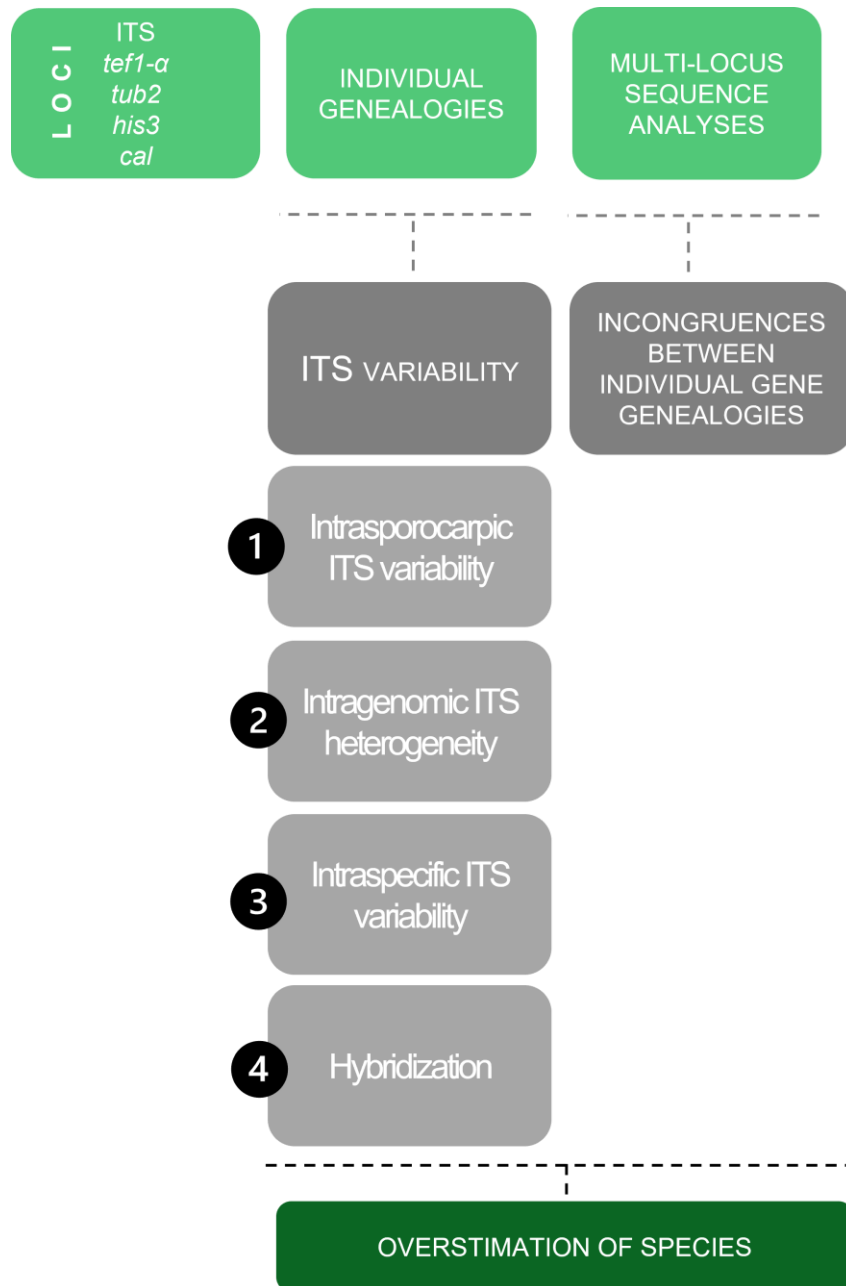 LOCI
ITS
tef1-α
tub2
his3
cal
INDIVIDUAL
GENEALOGIES
MULTI-LOCUS
SEQUENCE
ANALYSES
ITS VARIABILITY
INCONGRUENCES
BETWEEN
INDIVIDUAL GENE
GENEALOGIES
1
Intrasporocarpic
ITS variability
2
Intragenomic ITS
heterogeneity
3
Intraspecific ITS
variability
4
Hybridization
OVERSTIMATION OF SPECIES